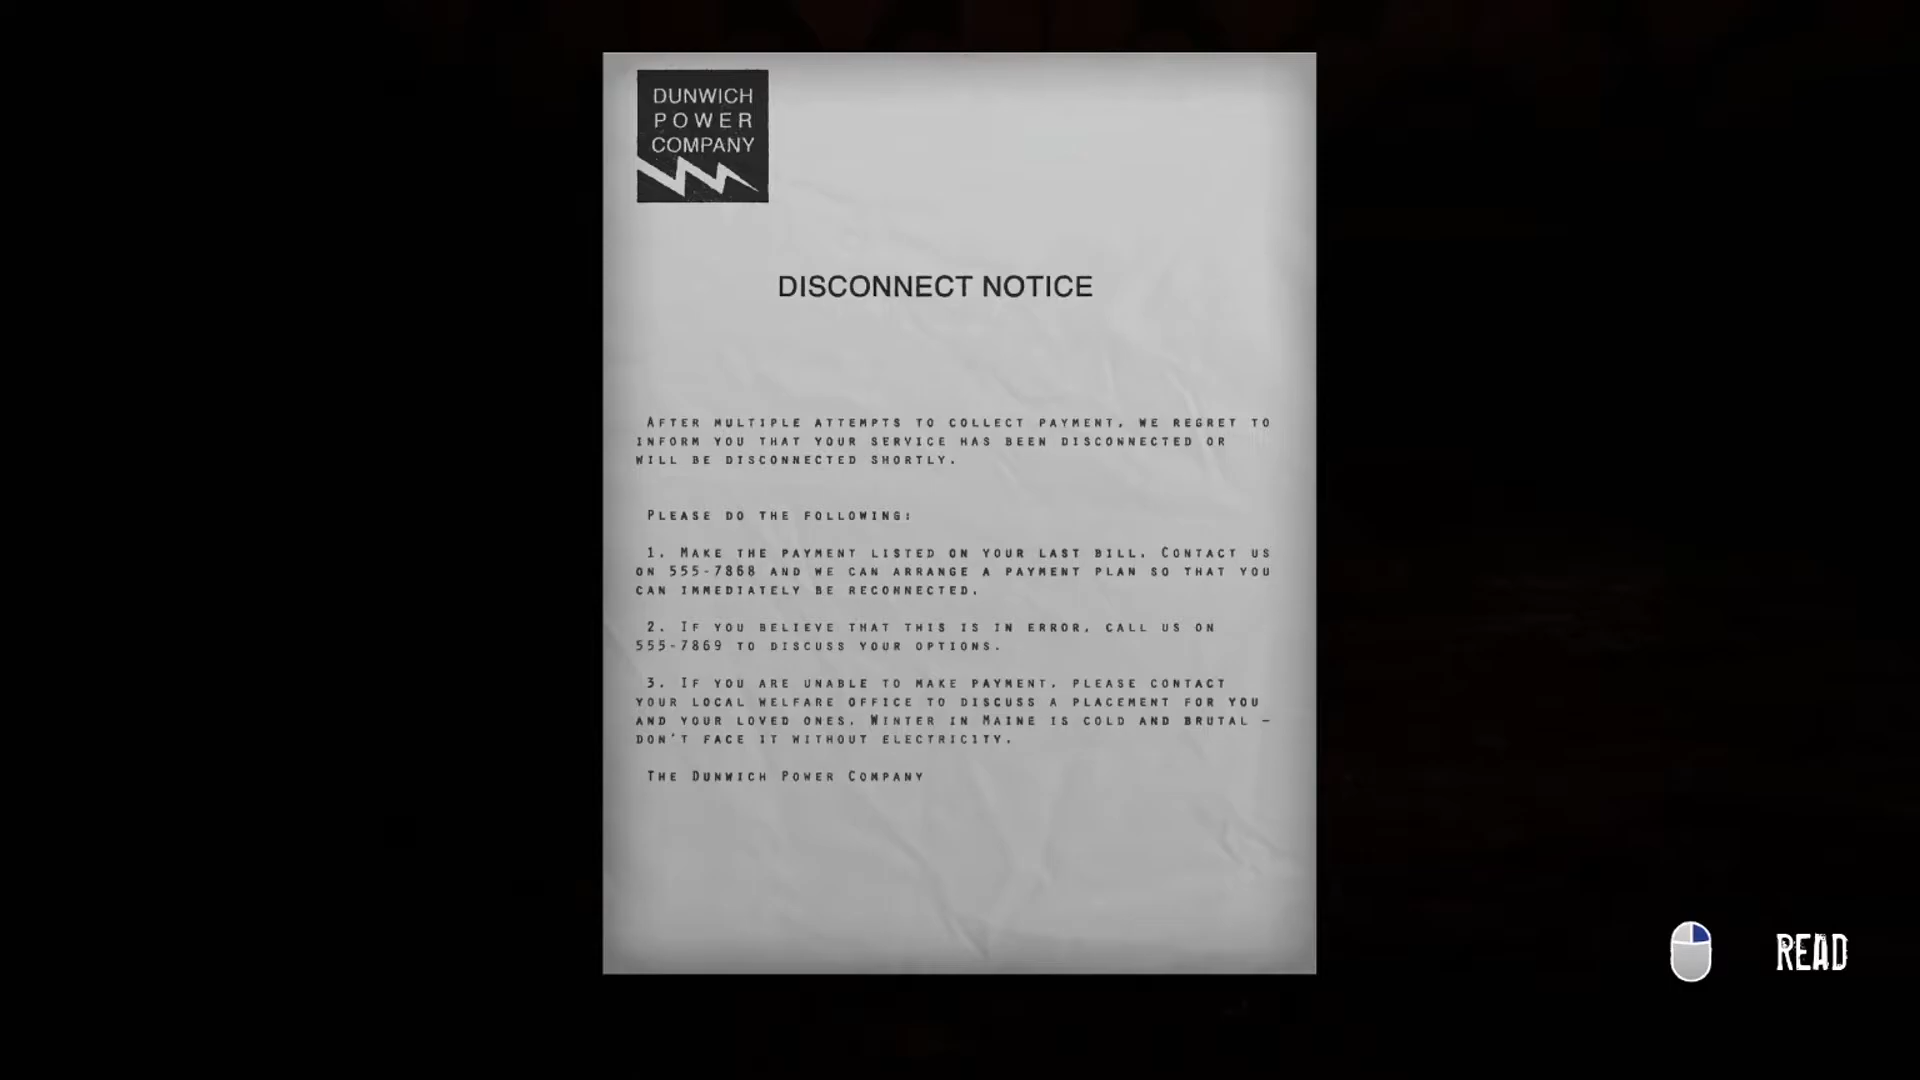 DUNWICH
POWER
COMPANY
DISCONNECT NOTICE
After multiple attempts to collect payment, we regret to
inform you that your service has been disconnected or
will be disconnected shortly.
Please do the following:
1. Make the payment listed on your last bill. Contact us
on 555-7868 and we can arrange a payment plan so that you
can immediately be reconnected.
2. If you believe that this is in error, call us on
555-7869 to discuss your options.
3. If you are unable to make payment, please contact
your local welfare office to discuss a placement for you
and your loved ones. Winter in Maine is cold and brutal –
don't face it without electricity.
The Dunwich Power Company
READ